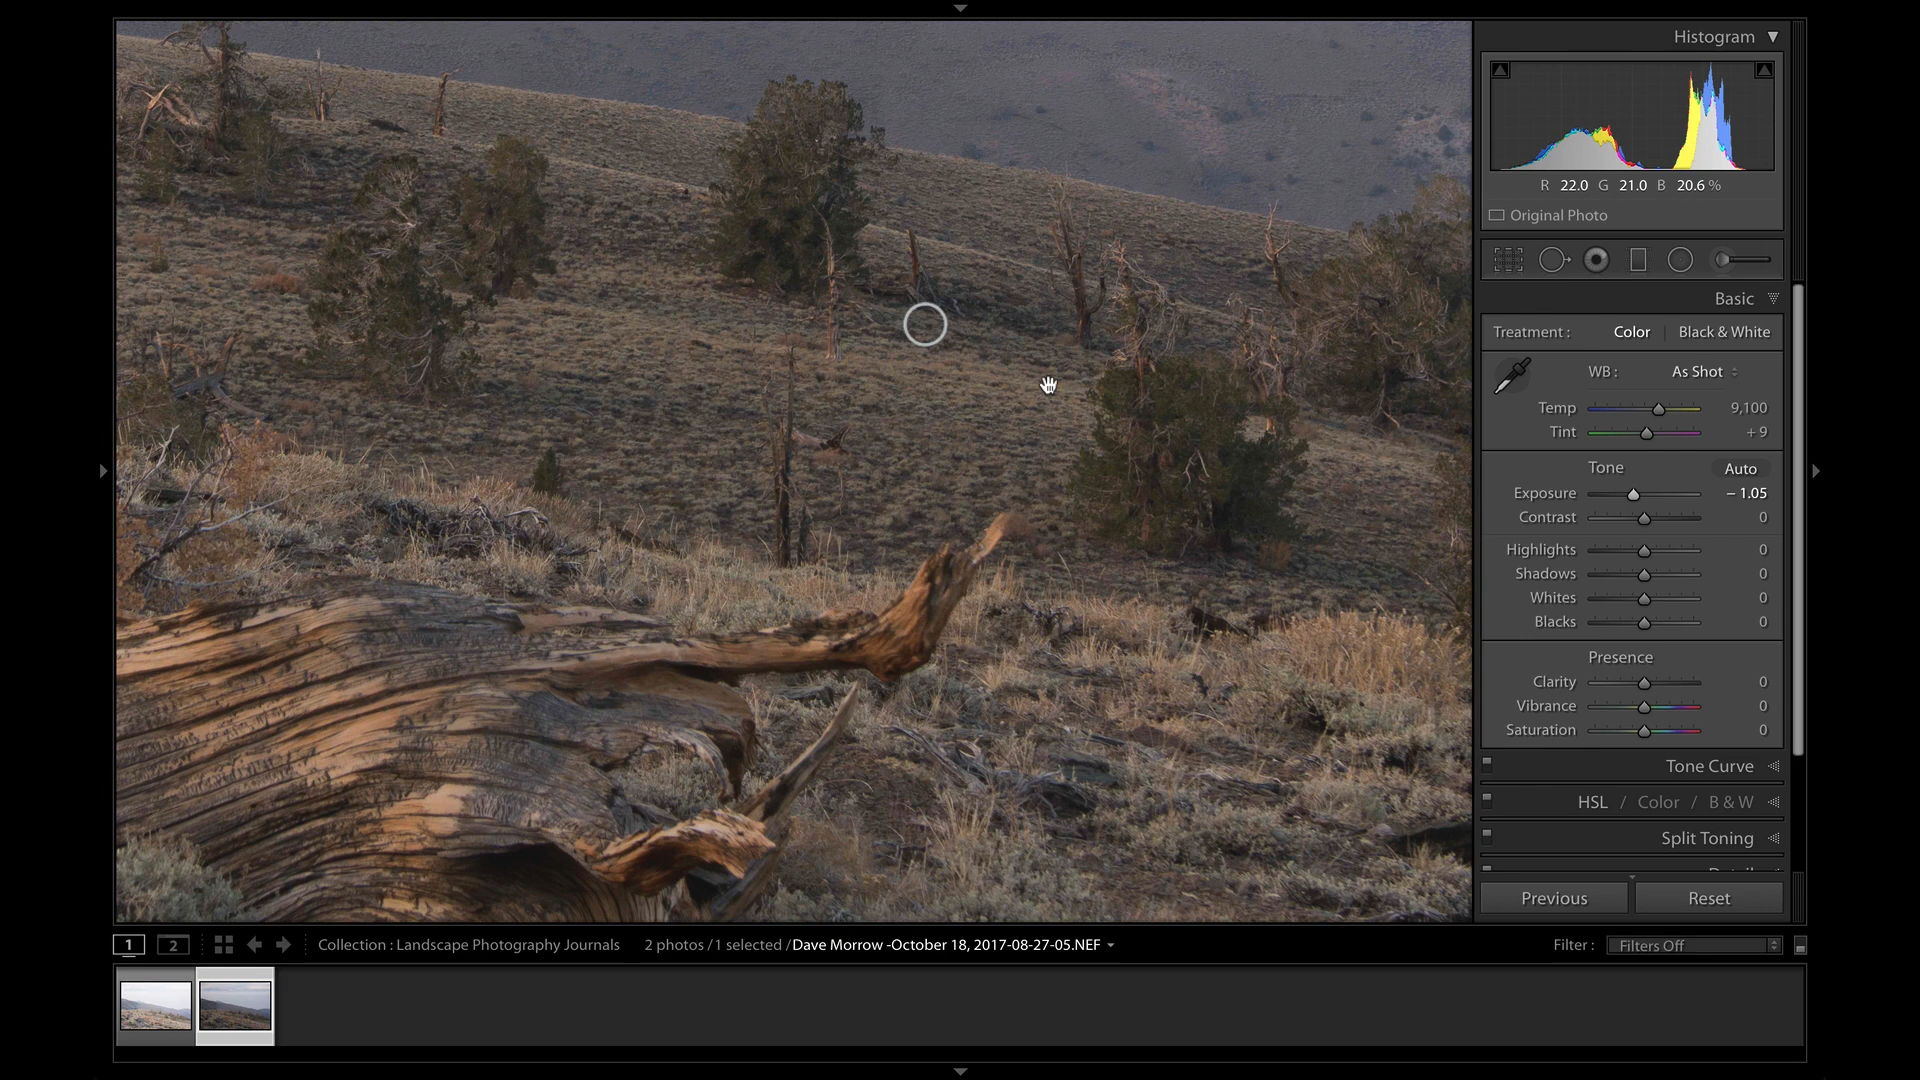 Histogram
R 22.0 G 21.0 B 20.6 %
Original Photo
Basic
Treatment : Color Black & White
WB : As Shot
Temp 9,100
Tint + 9
Tone Auto
Exposure – 1.05
Contrast 0
Highlights 0
Shadows 0
Whites 0
Blacks 0
Presence
Clarity 0
Vibrance 0
Saturation 0
Tone Curve
HSL / Color / B & W
Split Toning
Previous Reset
1 2 Collection : Landscape Photography Journals 2 photos / 1 selected / Dave Morrow -October 18, 2017-08-27-05.NEF Filter : Filters Off